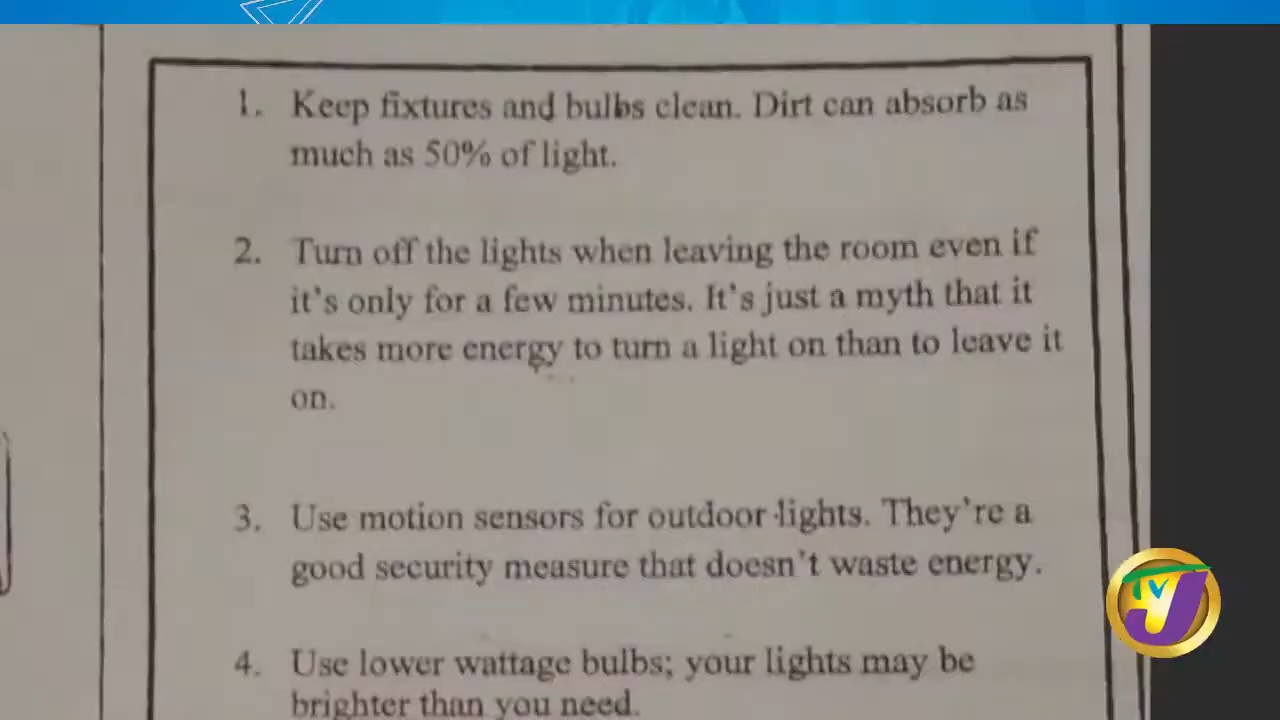 1. Keep fixtures and bulbs clean. Dirt can absorb as
much as 50% of light.
2. Turn off the lights when leaving the room even if
it's only for a few minutes. It's just a myth that it
takes more energy to turn a light on than to leave it
on.
3. Use motion sensors for outdoor lights. They're a
good security measure that doesn't waste energy.
4. Use lower wattage bulbs; your lights may be
brighter than you need.
TVJ